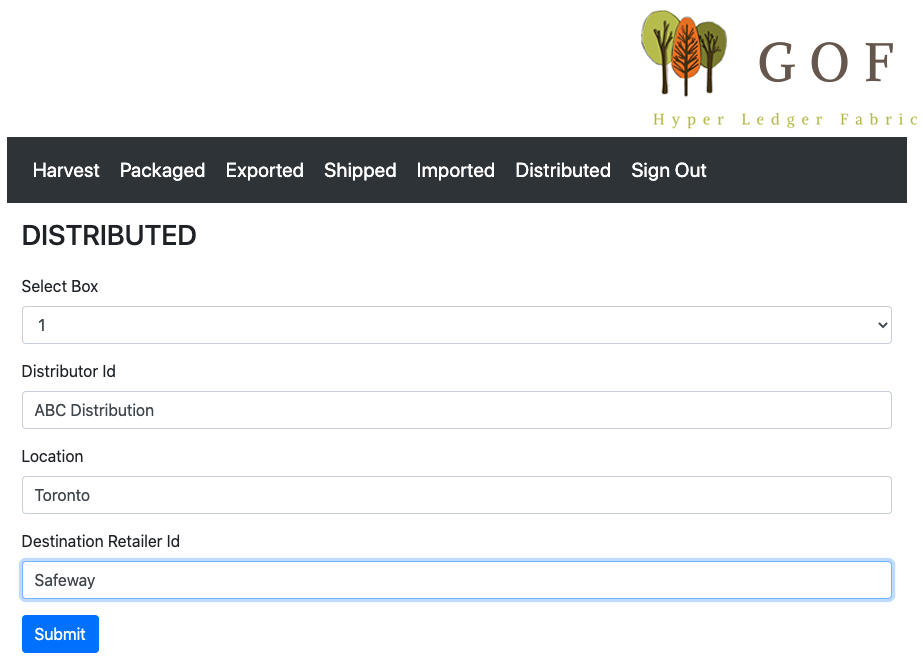 GOF
Hyper Ledger Fabric
Harvest Packaged Exported Shipped Imported Distributed Sign Out
DISTRIBUTED
Select Box
1
Distributor Id
ABC Distribution
Location
Toronto
Destination Retailer Id
Safeway
Submit